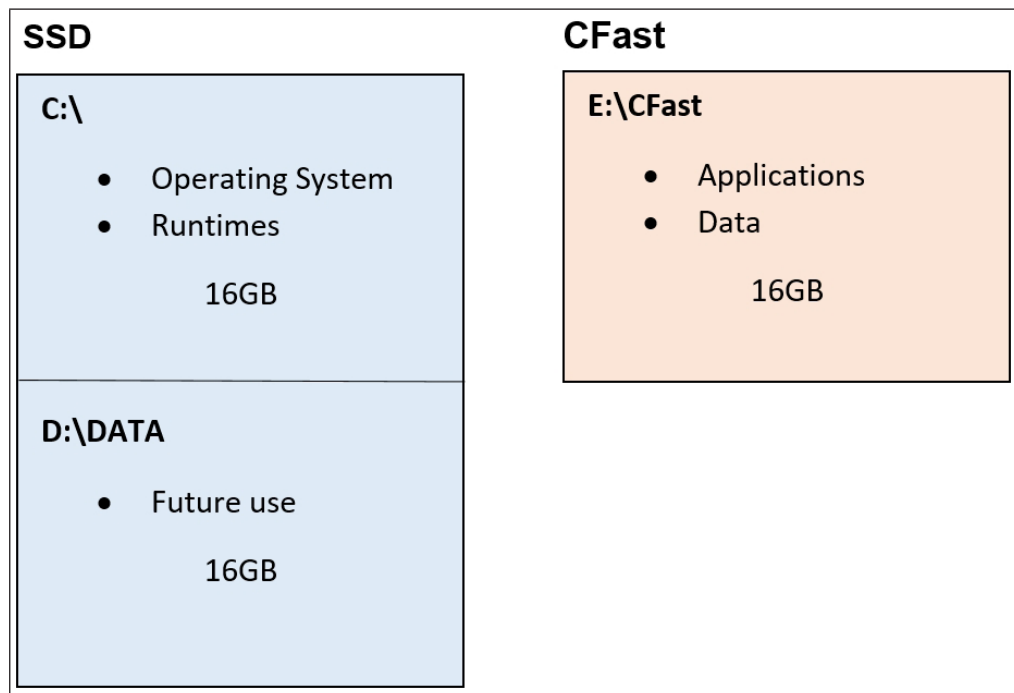 SSD
C:\
• Operating System
• Runtimes
16GB
D:\DATA
• Future use
16GB
CFast
E:\CFast
• Applications
• Data
16GB